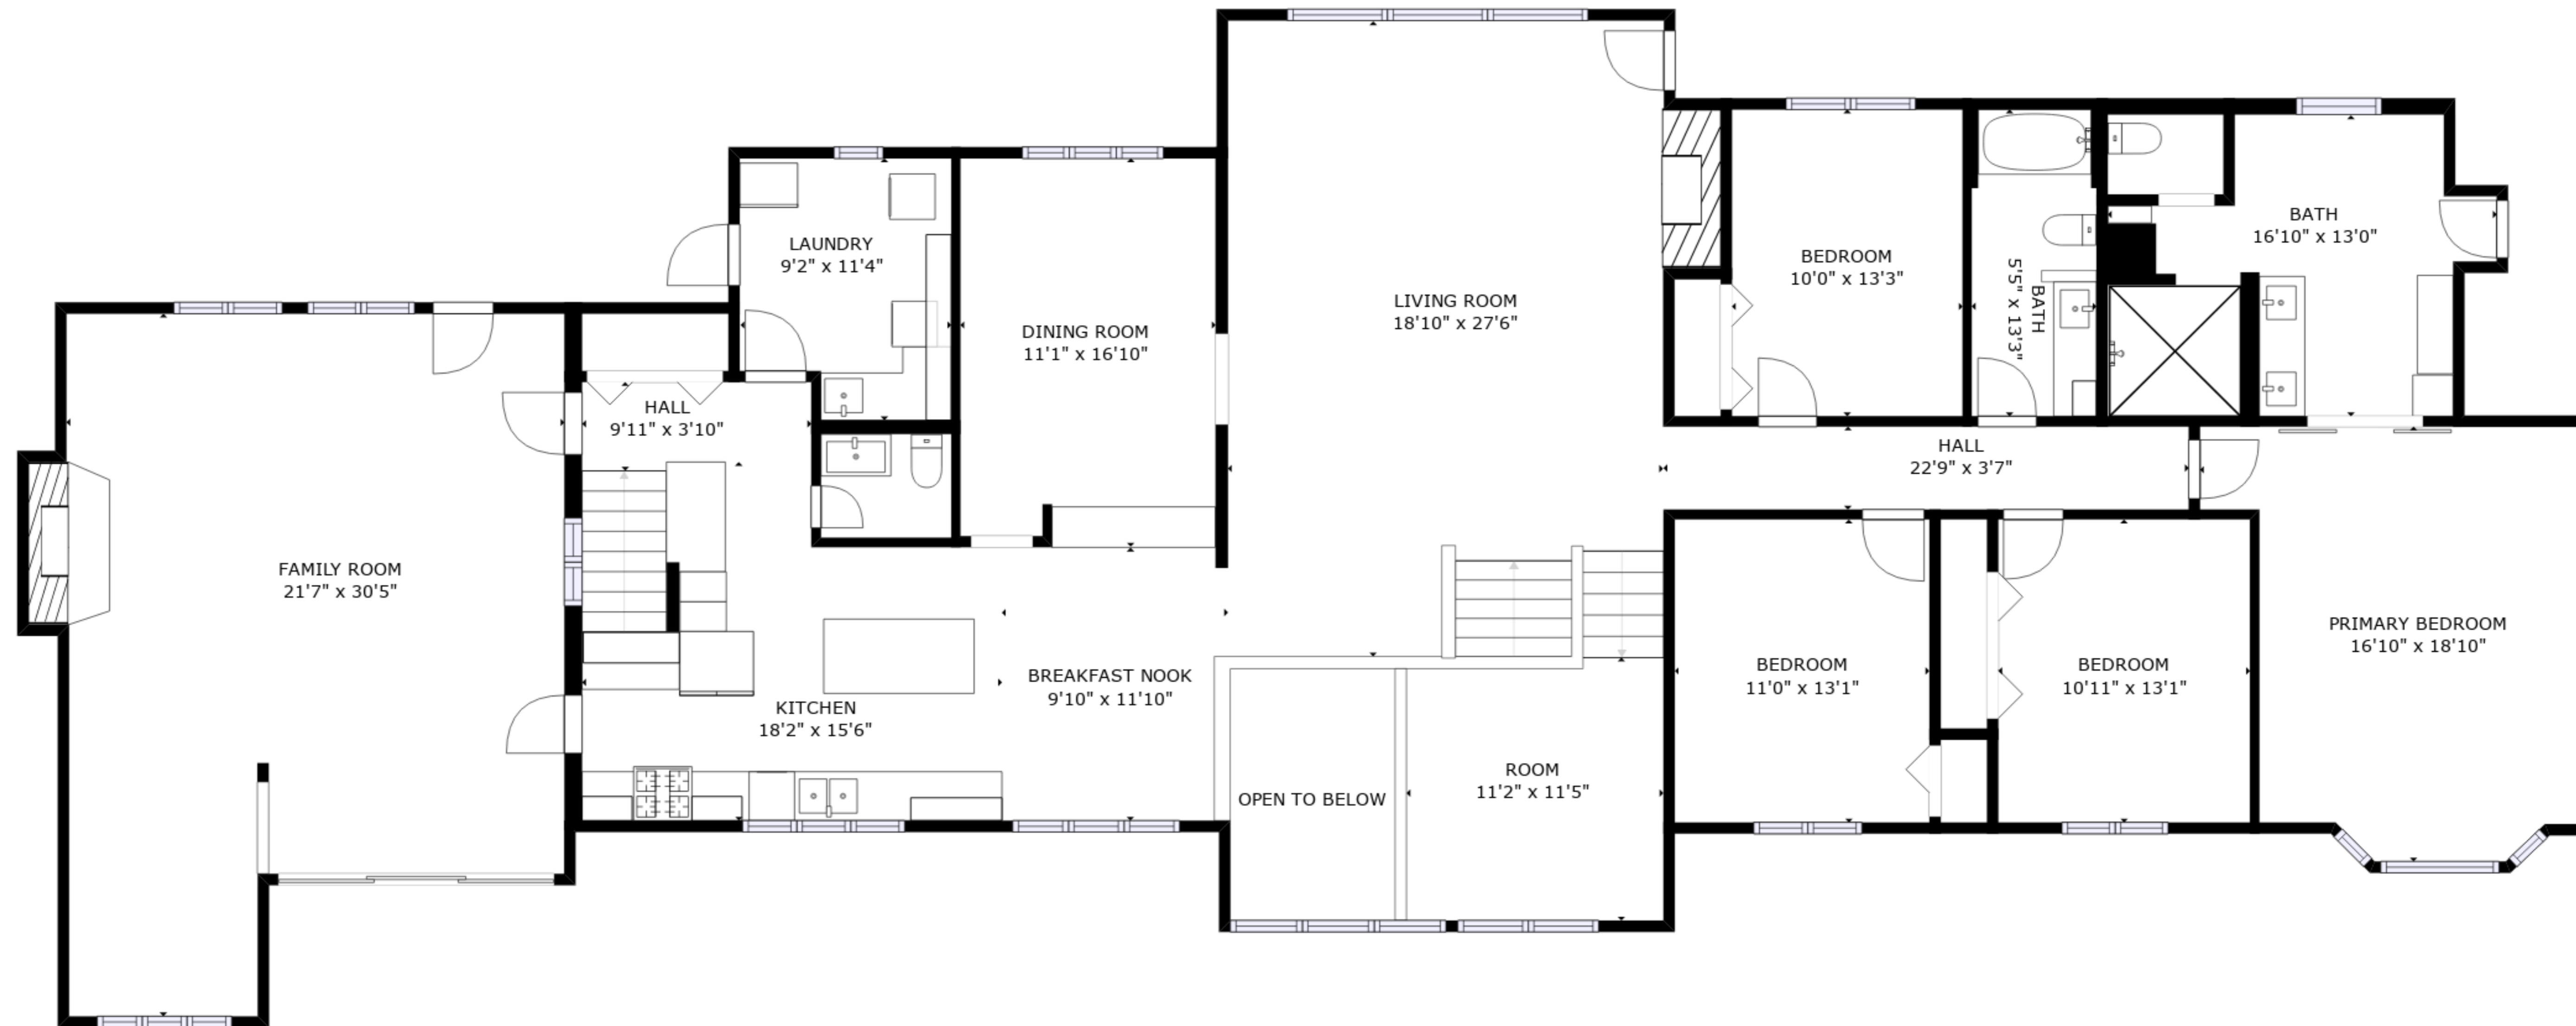 LAUNDRY
9'2" x 11'4"
DINING ROOM
11'1" x 16'10"
LIVING ROOM
18'10" x 27'6"
BEDROOM
10'0" x 13'3"
BATH
5'5" x 13'3"
BATH
16'10" x 13'0"
HALL
9'11" x 3'10"
HALL
22'9" x 3'7"
FAMILY ROOM
21'7" x 30'5"
KITCHEN
18'2" x 15'6"
BREAKFAST NOOK
9'10" x 11'10"
OPEN TO BELOW
ROOM
11'2" x 11'5"
BEDROOM
11'0" x 13'1"
BEDROOM
10'11" x 13'1"
PRIMARY BEDROOM
16'10" x 18'10"